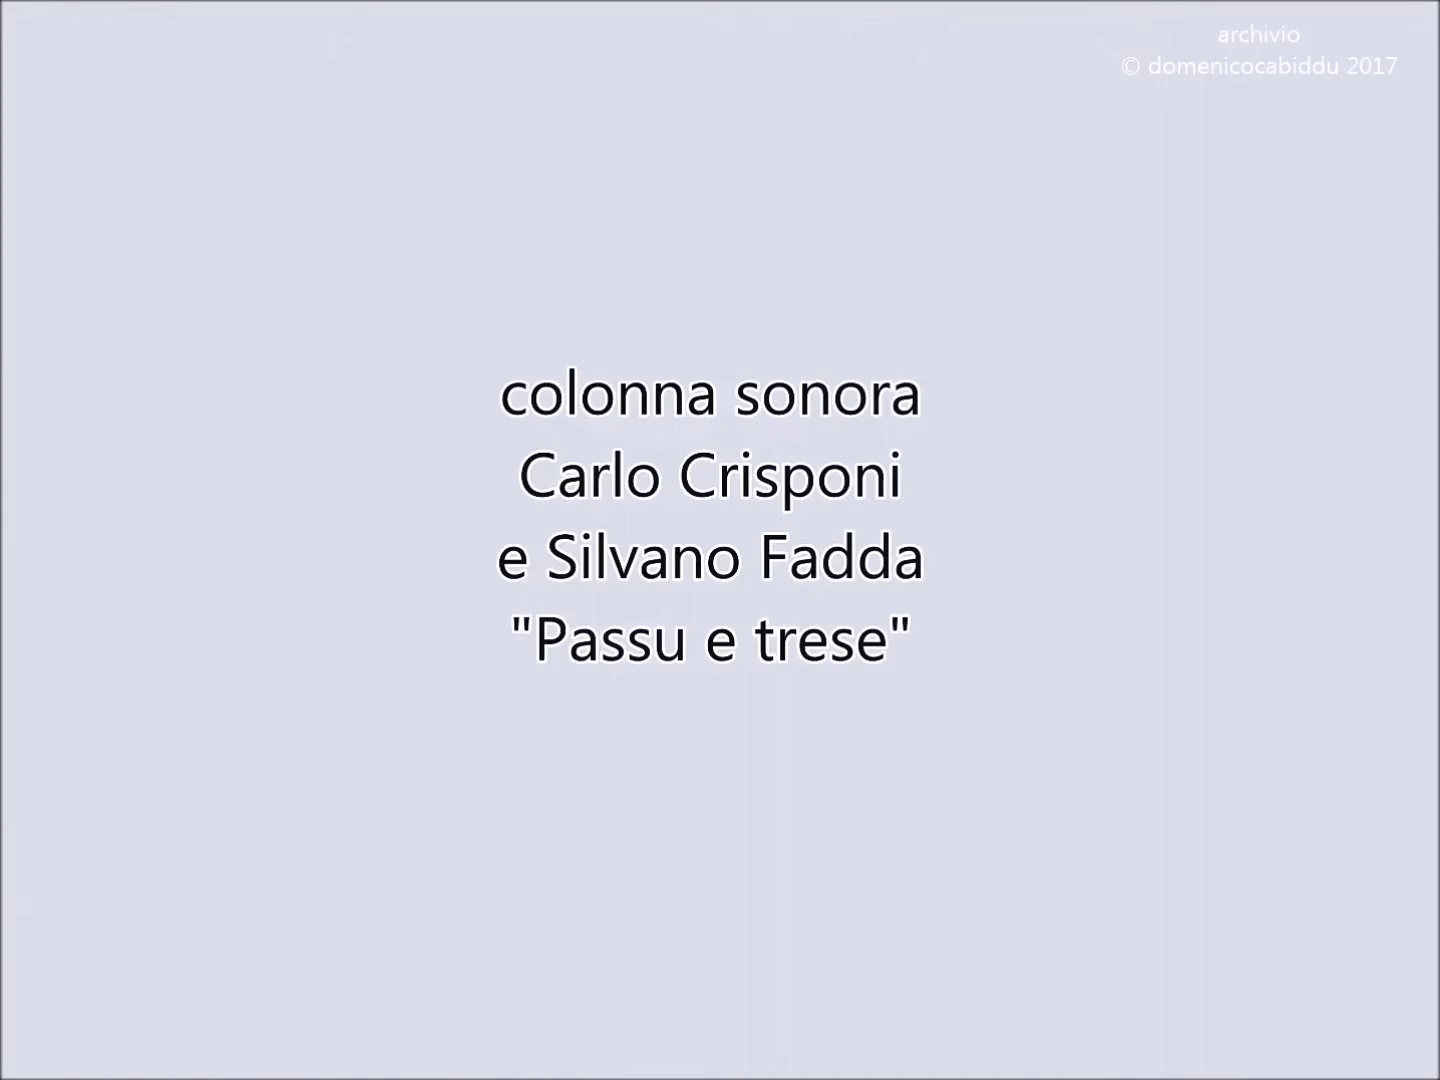 archivio
© domenicocabiddu 2017
colonna sonora
Carlo Crisponi
e Silvano Fadda
"Passu e trese"